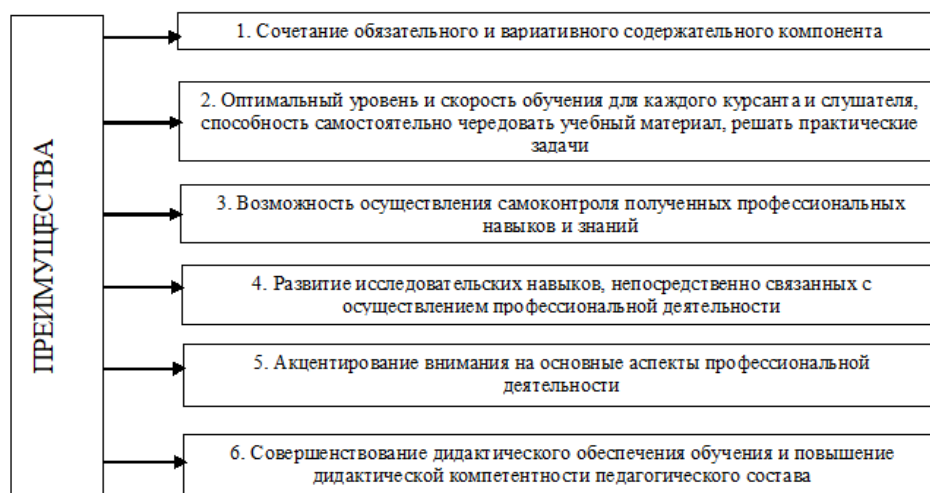 ПРЕИМУЩЕСТВА
1. Сочетание обязательного и вариативного содержательного компонента
2. Оптимальный уровень и скорость обучения для каждого курсанта и слушателя,
способность самостоятельно чередовать учебный материал, решать практические
задачи
3. Возможность осуществления самоконтроля полученных профессиональных
навыков и знаний
4. Развитие исследовательских навыков, непосредственно связанных с
осуществлением профессиональной деятельности
5. Акцентирование внимания на основные аспекты профессиональной
деятельности
6. Совершенствование дидактического обеспечения обучения и повышение
дидактической компетентности педагогического состава